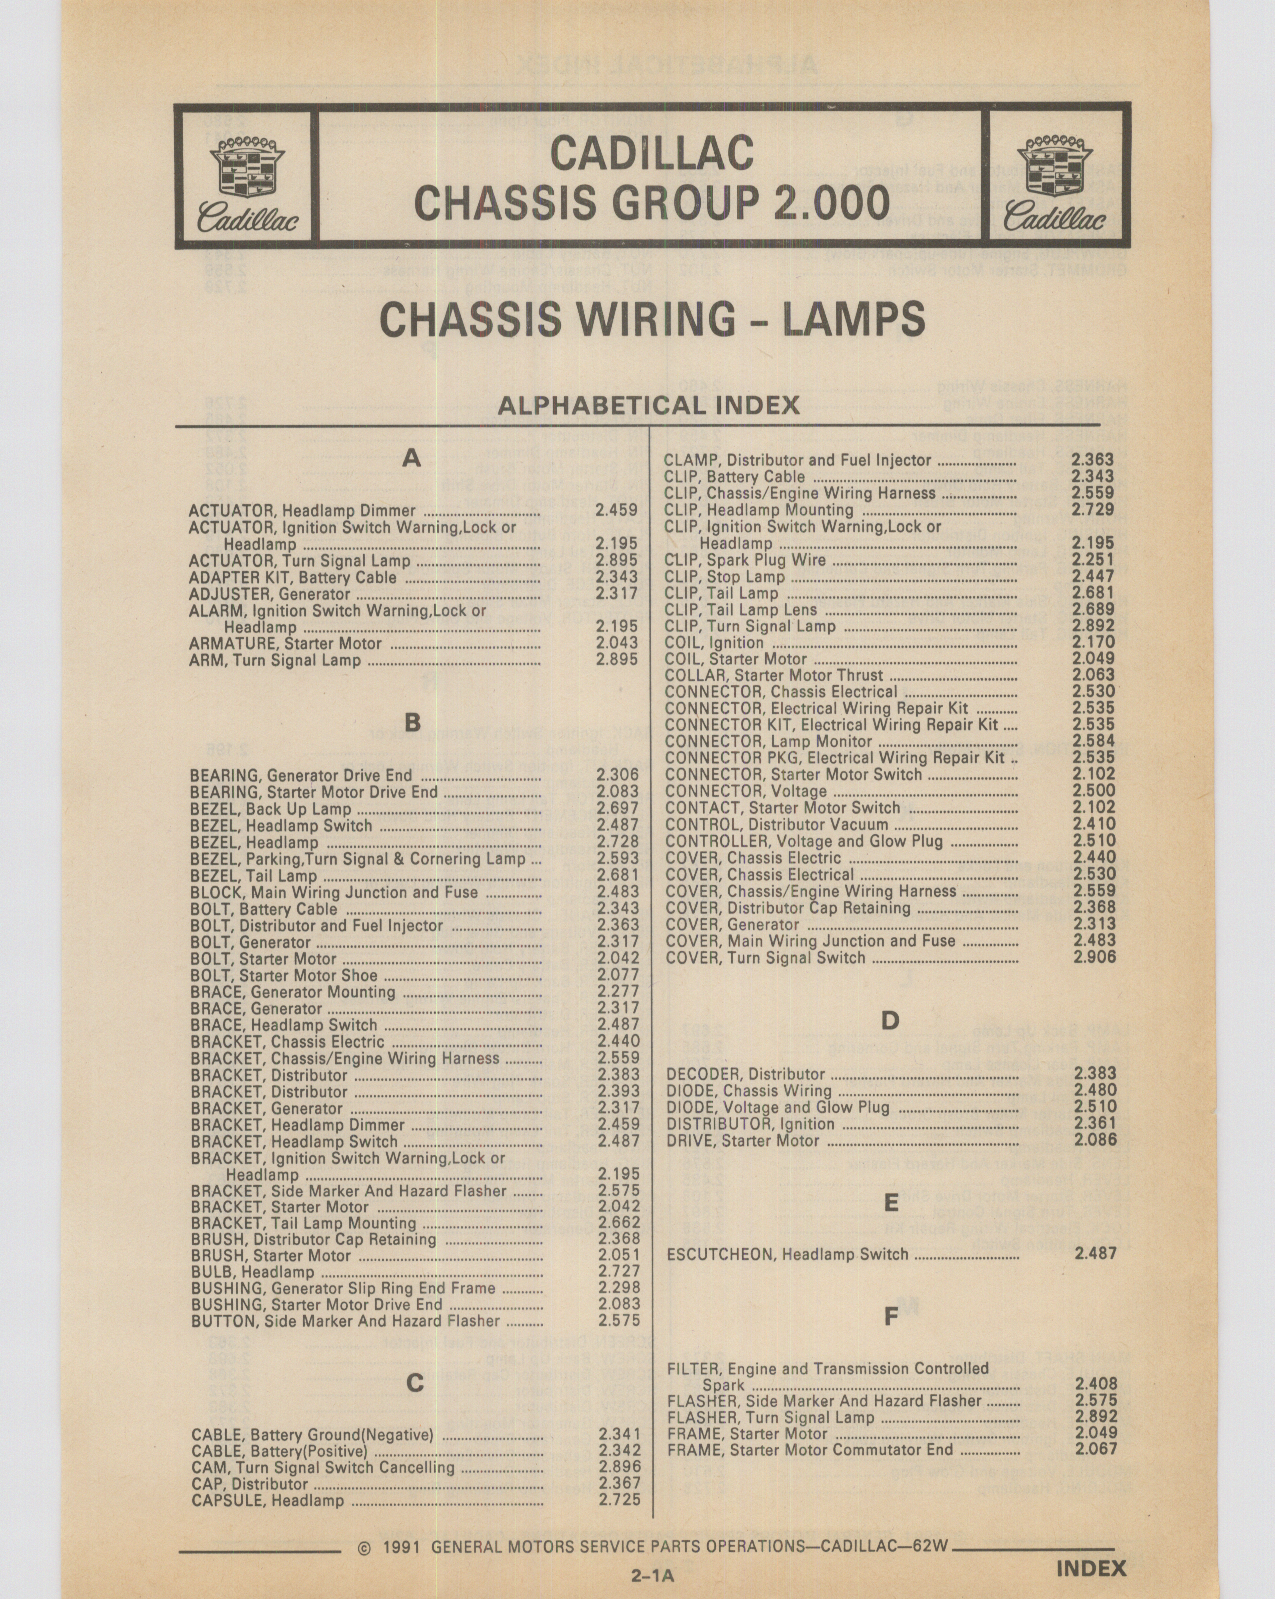 CADILLAC
CHASSIS GROUP 2.000
Cadillac
Cadillac
CHASSIS WIRING - LAMPS
ALPHABETICAL INDEX
A
ACTUATOR, Headlamp Dimmer 2.459
ACTUATOR, Ignition Switch Warning,Lock or
Headlamp 2.195
ACTUATOR, Turn Signal Lamp 2.895
ADAPTER KIT, Battery Cable 2.343
ADJUSTER, Generator 2.317
ALARM, Ignition Switch Warning,Lock or
Headlamp 2.195
ARMATURE, Starter Motor 2.043
ARM, Turn Signal Lamp 2.895
B
BEARING, Generator Drive End 2.306
BEARING, Starter Motor Drive End 2.083
BEZEL, Back Up Lamp 2.697
BEZEL, Headlamp Switch 2.487
BEZEL, Headlamp 2.728
BEZEL, Parking,Turn Signal & Cornering Lamp ... 2.593
BEZEL, Tail Lamp 2.681
BLOCK, Main Wiring Junction and Fuse 2.483
BOLT, Battery Cable 2.343
BOLT, Distributor and Fuel Injector 2.363
BOLT, Generator 2.317
BOLT, Starter Motor 2.042
BOLT, Starter Motor Shoe 2.077
BRACE, Generator Mounting 2.277
BRACE, Generator 2.317
BRACE, Headlamp Switch 2.487
BRACKET, Chassis Electric 2.440
BRACKET, Chassis/Engine Wiring Harness 2.559
BRACKET, Distributor 2.383
BRACKET, Distributor 2.393
BRACKET, Generator 2.317
BRACKET, Headlamp Dimmer 2.459
BRACKET, Headlamp Switch 2.487
BRACKET, Ignition Switch Warning,Lock or
Headlamp 2.195
BRACKET, Side Marker And Hazard Flasher 2.575
BRACKET, Starter Motor 2.042
BRACKET, Tail Lamp Mounting 2.662
BRUSH, Distributor Cap Retaining 2.368
BRUSH, Starter Motor 2.051
BULB, Headlamp 2.727
BUSHING, Generator Slip Ring End Frame 2.298
BUSHING, Starter Motor Drive End 2.083
BUTTON, Side Marker And Hazard Flasher 2.575
C
CABLE, Battery Ground(Negative) 2.341
CABLE, Battery(Positive) 2.342
CAM, Turn Signal Switch Cancelling 2.896
CAP, Distributor 2.367
CAPSULE, Headlamp 2.725
CLAMP, Distributor and Fuel Injector 2.363
CLIP, Battery Cable 2.343
CLIP, Chassis/Engine Wiring Harness 2.559
CLIP, Headlamp Mounting 2.729
CLIP, Ignition Switch Warning,Lock or
Headlamp 2.195
CLIP, Spark Plug Wire 2.251
CLIP, Stop Lamp 2.447
CLIP, Tail Lamp 2.681
CLIP, Tail Lamp Lens 2.689
CLIP, Turn Signal Lamp 2.892
COIL, Ignition 2.170
COIL, Starter Motor 2.049
COLLAR, Starter Motor Thrust 2.063
CONNECTOR, Chassis Electrical 2.530
CONNECTOR, Electrical Wiring Repair Kit 2.535
CONNECTOR KIT, Electrical Wiring Repair Kit .... 2.535
CONNECTOR, Lamp Monitor 2.584
CONNECTOR PKG, Electrical Wiring Repair Kit .. 2.535
CONNECTOR, Starter Motor Switch 2.102
CONNECTOR, Voltage 2.500
CONTACT, Starter Motor Switch 2.102
CONTROL, Distributor Vacuum 2.410
CONTROLLER, Voltage and Glow Plug 2.510
COVER, Chassis Electric 2.440
COVER, Chassis Electrical 2.530
COVER, Chassis/Engine Wiring Harness 2.559
COVER, Distributor Cap Retaining 2.368
COVER, Generator 2.313
COVER, Main Wiring Junction and Fuse 2.483
COVER, Turn Signal Switch 2.906
D
DECODER, Distributor 2.383
DIODE, Chassis Wiring 2.480
DIODE, Voltage and Glow Plug 2.510
DISTRIBUTOR, Ignition 2.361
DRIVE, Starter Motor 2.086
E
ESCUTCHEON, Headlamp Switch 2.487
F
FILTER, Engine and Transmission Controlled
Spark 2.408
FLASHER, Side Marker And Hazard Flasher 2.575
FLASHER, Turn Signal Lamp 2.892
FRAME, Starter Motor 2.049
FRAME, Starter Motor Commutator End 2.067
© 1991 GENERAL MOTORS SERVICE PARTS OPERATIONS—CADILLAC—62W
2-1A
INDEX